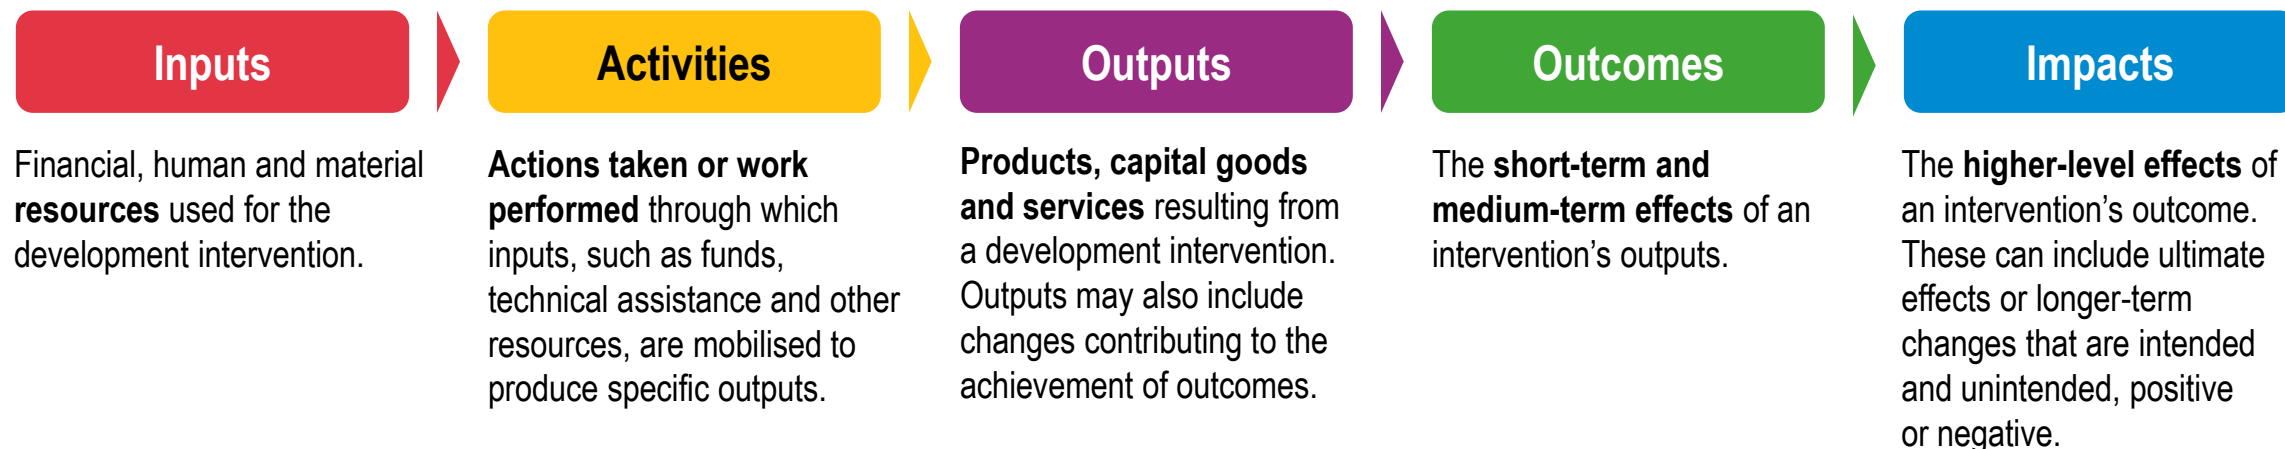 Inputs
Financial, human and material
resources used for the
development intervention.
Activities
Actions taken or work
performed through which
inputs, such as funds,
technical assistance and other
resources, are mobilised to
produce specific outputs.
Outputs
Products, capital goods
and services resulting from
a development intervention.
Outputs may also include
changes contributing to the
achievement of outcomes.
Outcomes
The short-term and
medium-term effects of an
intervention’s outputs.
Impacts
The higher-level effects of
an intervention’s outcome.
These can include ultimate
effects or longer-term
changes that are intended
and unintended, positive
or negative.